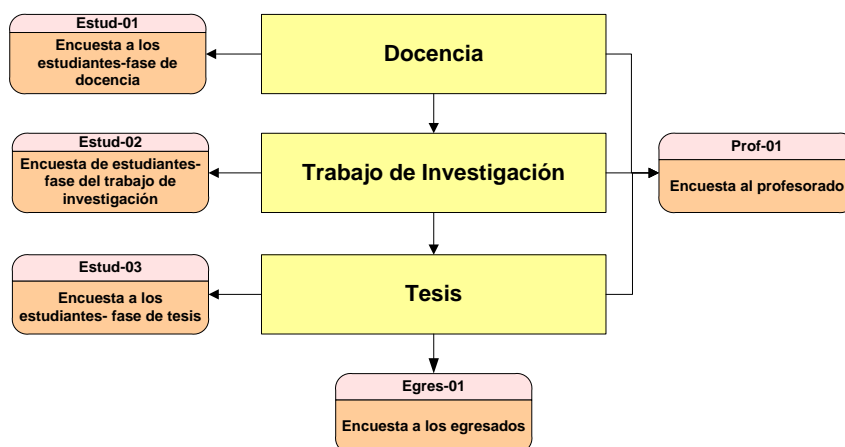 Estud-01
Encuesta a los
estudiantes-fase de
docencia
Docencia
Estud-02
Encuesta de estudiantes-
fase del trabajo de
investigación
Trabajo de Investigación
Prof-01
Encuesta al profesorado
Estud-03
Encuesta a los
estudiantes- fase de tesis
Tesis
Egres-01
Encuesta a los egresados